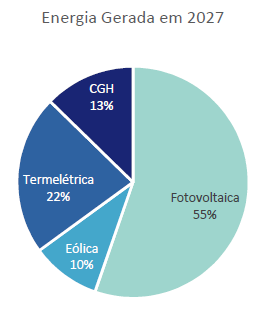 Energia Gerada em 2027
CGH
13%
Termelétrica
22%
Fotovoltaica
55%
Eólica
10%